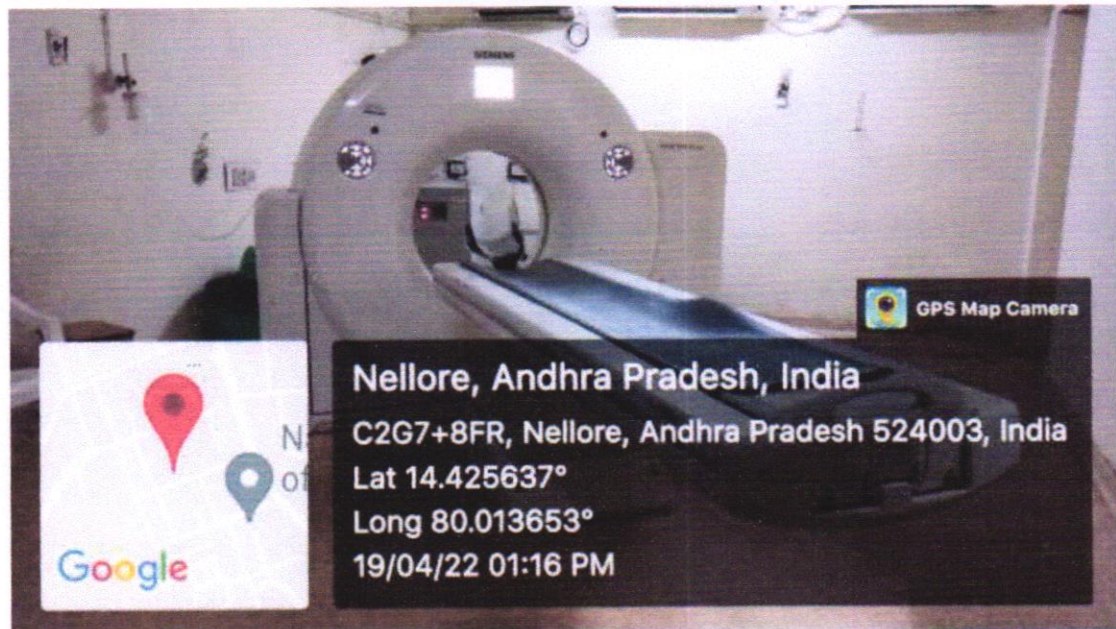 SIEMENS
GPS Map Camera
Nellore, Andhra Pradesh, India
C2G7+8FR, Nellore, Andhra Pradesh 524003, India
Lat 14.425637°
Long 80.013653°
19/04/22 01:16 PM
N
of
Google